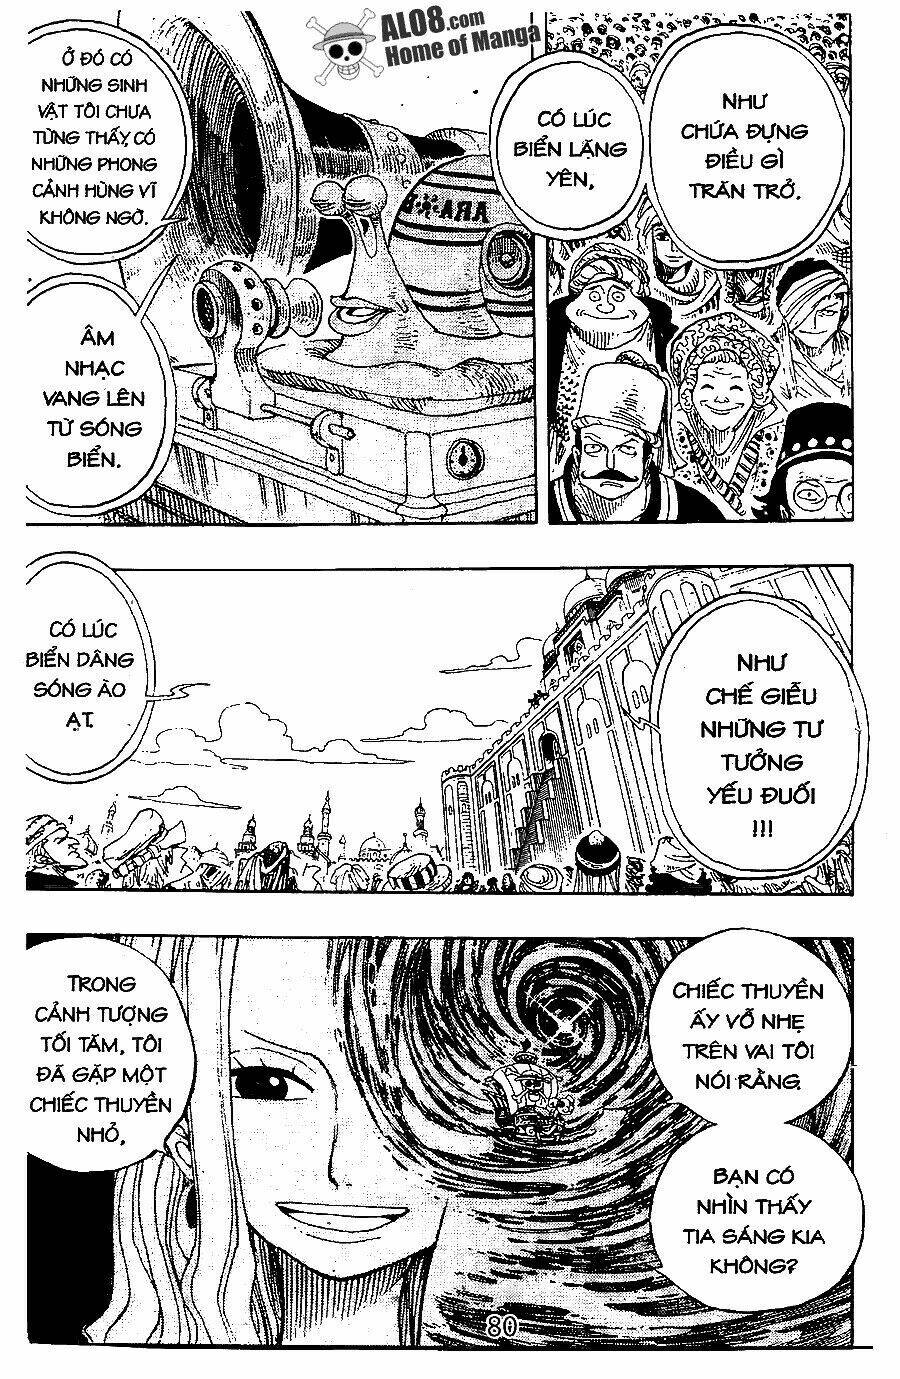 AL08.com
Home of Manga
Ở ĐÓ CÓ
NHỮNG SINH
VẬT TÔI CHƯA
TỪNG THẤY, CÓ
NHỮNG PHONG
CẢNH HÙNG VĨ
KHÔNG NGỜ.
ÂM
NHẠC
VANG LÊN
TỪ SÓNG
BIỂN.
CÓ LÚC
BIỂN LẶNG
YÊN,
NHƯ
CHỨA ĐỰNG
ĐIỀU GÌ
TRĂN TRỞ.
CÓ LÚC
BIỂN DÂNG
SÓNG ÀO
ẠT.
NHƯ
CHẾ GIỄU
NHỮNG TƯ
TƯỞNG
YẾU ĐUỐI
!!!
TRONG
CẢNH TƯỢNG
TỐI TĂM, TÔI
ĐÃ GẶP MỘT
CHIẾC THUYỀN
NHỎ,
CHIẾC THUYỀN
ẤY VỖ NHẸ
TRÊN VAI TÔI
NÓI RẰNG.
BẠN CÓ
NHÌN THẤY
TIA SÁNG KIA
KHÔNG?
80